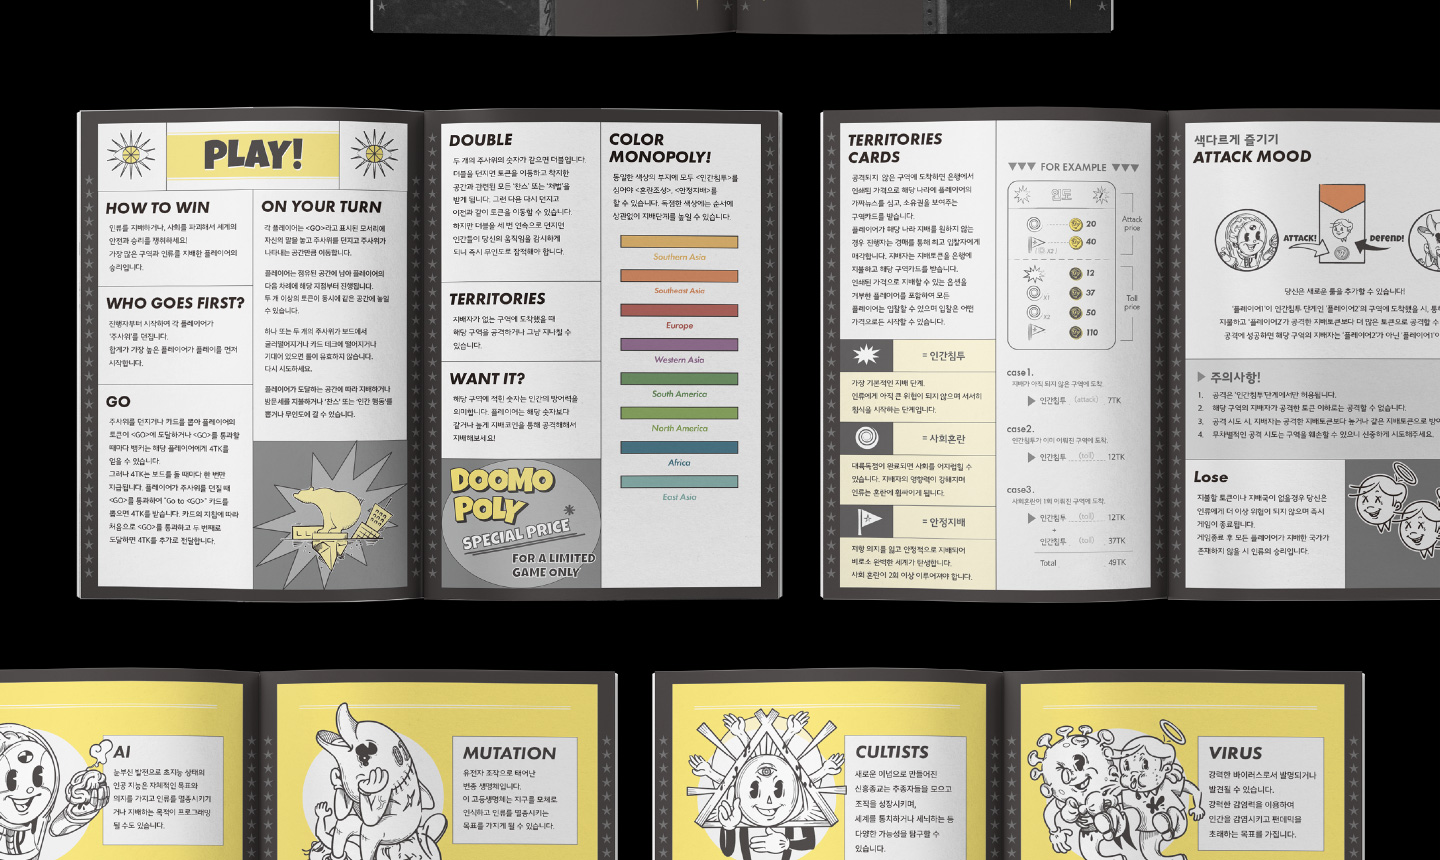 PLAY!
HOW TO WIN
인류를 지배하거나, 사회를 파괴해서 세계의
안전과 승리를 쟁취하세요!
가장 많은 구역과 인류를 지배한 플레이어의
승리입니다.
WHO GOES FIRST?
진행자부터 시작하여 각 플레이어가
'주사위'를 던집니다.
합계가 가장 높은 플레이어가 플레이를 먼저
시작합니다.
GO
주사위를 던지거나 카드를 뽑아 플레이어의
토큰이 <GO>에 도달하거나 <GO>를 통과할
때마다 뱅커는 해당 플레이어에게 4TK를
얻을 수 있습니다.
그러나 4TK는 보드를 돌 때마다 한 번만
지급됩니다. 플레이어가 주사위를 던질 때
<GO>를 통과하여 "Go to <GO>" 카드를
뽑으면 4TK를 받습니다. 카드의 지침에 따라
처음으로 <GO>를 통과하고 두 번째로
도달하면 4TK를 추가로 전달합니다.
ON YOUR TURN
각 플레이어는 <GO>라고 표시된 모서리에
자신의 말을 놓고 주사위를 던지고 주사위가
나타내는 공간만큼 이동합니다.
플레이어는 점유된 공간에 남아 플레이어의
다음 차례에 해당 지점부터 진행됩니다.
두 개 이상의 토큰이 동시에 같은 공간에 놓일
수 있습니다.
하나 또는 두 개의 주사위가 보드에서
굴러떨어지거나 카드 데크에 떨어지거나
기대어 있으면 롤이 유효하지 않습니다.
다시 시도하세요.
플레이어가 도달하는 공간에 따라 지배하거나
방문세를 지불하거나 '찬스' 또는 '인간 행동'를
뽑거나 무인도에 갈 수 있습니다.
DOUBLE
두 개의 주사위의 숫자가 같으면 더블입니다.
더블을 던지면 토큰을 이동하고 착지한
공간과 관련된 모든 '찬스' 또는 '처벌'을
받게 됩니다. 그런 다음 다시 던지고
이전과 같이 토큰을 이동할 수 있습니다.
하지만 더블을 세 번 연속으로 던지면
인간들이 당신의 움직임을 감시하게
되니 즉시 무인도로 잠적해야 합니다.
TERRITORIES
지배자가 없는 구역에 도착했을 때
해당 구역을 공격하거나 그냥 지나칠 수
있습니다.
WANT IT?
해당 구역에 적힌 숫자는 인간의 방어력을
의미합니다. 플레이어는 해당 숫자보다
같거나 높게 지배코인을 통해 공격해해서
지배해보세요!
DOOMO
POLY
SPECIAL PRICE *
FOR A LIMITED
GAME ONLY
COLOR
MONOPOLY!
동일한 색상의 부지에 모두 <인간침투>를
심어야 <혼란조성>, <안정지배>를
할 수 있습니다. 독점한 색상에는 순서에
상관없이 지배단계를 높일 수 있습니다.
Southern Asia
Southeast Asia
Europe
Western Asia
South America
North America
Africa
East Asia
TERRITORIES
CARDS
공격되지 않은 구역에 도착하면 은행에서
인쇄된 가격으로 해당 나라에 플레이어의
가짜뉴스를 심고, 소유권을 보여주는
구역카드를 받습니다.
플레이어가 해당 나라 지배를 원하지 않는
경우 진행자는 경매를 통해 최고 입찰자에게
매각합니다. 지배자는 지배토큰을 은행에
지불하고 해당 구역카드를 받습니다.
인쇄된 가격으로 지배할 수 있는 옵션을
거부한 플레이어를 포함하여 모든
플레이어는 입찰할 수 있으며 입찰은 어떤
가격으로든 시작할 수 있습니다.
= 인간침투
가장 기본적인 지배 단계.
인류에게 아직 큰 위협이 되지 않으며 서서히
침식을 시작하는 단계입니다.
= 사회혼란
대륙독점이 완료되면 사회를 어지럽힐 수
있습니다. 지배자의 영향력이 강해지며
인류는 혼란에 휩싸이게 됩니다.
= 안정지배
저항 의지를 잃고 안정적으로 지배되어
비로소 완벽한 세계가 탄생합니다.
사회 혼란이 2회 이상 이루어져야 합니다.
▼▼▼ FOR EXAMPLE ▼▼▼
인도
20
40
X2
Attack
price
12
X1 37
X2 50
110
Toll
price
case1.
지배가 아직 되지 않은 구역에 도착.
▶ 인간침투 (attack) 7TK
case2.
인간침투가 이미 이뤄진 구역에 도착.
▶ 인간침투 (toll) 12TK
case3.
사회혼란이 1회 이뤄진 구역에 도착.
▶ 인간침투 (toll) 12TK
+
인간침투 (toll) 37TK
Total 49TK
색다르게 즐기기
ATTACK MOOD
ATTACK!
DEFEND!
당신은 새로운 룰을 추가할 수 있습니다!
'플레이어1'이 인간침투 단계인 '플레이어2'의 구역에 도착했을 시,
지불하고 '플레이어2'가 공격한 지배토큰보다 더 많은 토큰으로 공격할 수
공격에 성공하면 해당 구역의 지배자는 '플레이어2'가 아닌 '플레이어1'이
▶ 주의사항!
1. 공격은 '인간침투'단계에서만 허용됩니다.
2. 해당 구역의 지배자가 공격한 토큰 이하로는 공격할 수 없습니다.
3. 공격 시도 시, 지배자는 공격한 지배토큰보다 높거나 같은 지배토큰으로
4. 무차별적인 공격 시도는 구역을 훼손할 수 있으니 신중하게 시도해주세요.
Lose
지불할 토큰이나 지배국이 없을경우 당신은
인류에게 더 이상 위협이 되지 않으며 즉시
게임이 종료됩니다.
게임종료 후 모든 플레이어가 지배한 국가가
존재하지 않을 시 인류의 승리입니다.
AI
눈부신 발전으로 초지능 상태의
인공 지능은 자체적인 목표와
의지를 가지고 인류를 멸종시키기
거나 지배하는 목적이 프로그래밍
될 수도 있습니다.
MUTATION
유전자 조작으로 태어난
변종 생명체입니다.
이 고등생명체는 지구를 모체로
인식하고 인류를 멸종시키는
목표를 가지게 될 수 있습니다.
CULTISTS
새로운 이념으로 만들어진
신흥종교는 추종자들을 모으고
조직을 성장시키며,
세계를 통치하거나 세뇌하는 등
다양한 가능성을 탐구할 수
있습니다.
VIRUS
강력한 바이러스로서 발명되거나
발견될 수 있습니다.
강력한 감염력을 이용하여
인간을 감염시키고 팬데믹을
초래하는 목표를 가집니다.